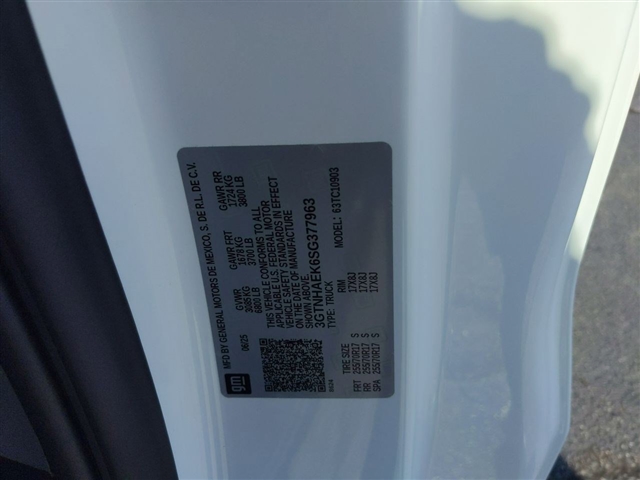 gm
MFD BY GENERAL MOTORS DE MEXICO, S. DE R.L. DE C.V.
06/25 GVWR GAWR FRT GAWR RR
3085 KG 1678 KG 1724 KG
6800 LB 3700 LB 3800 LB
THIS VEHICLE CONFORMS TO ALL
APPLICABLE U.S. FEDERAL MOTOR
VEHICLE SAFETY STANDARDS IN EFFECT
ON THE DATE OF MANUFACTURE
SHOWN ABOVE.
3GTNHAEK6SG377963
TYPE: TRUCK MODEL: 63TC10903
TIRE SIZE RIM
FRT 255/70R17 S 17X8J
RR 255/70R17 S 17X8J
SPA 255/70R17 S 17X8J